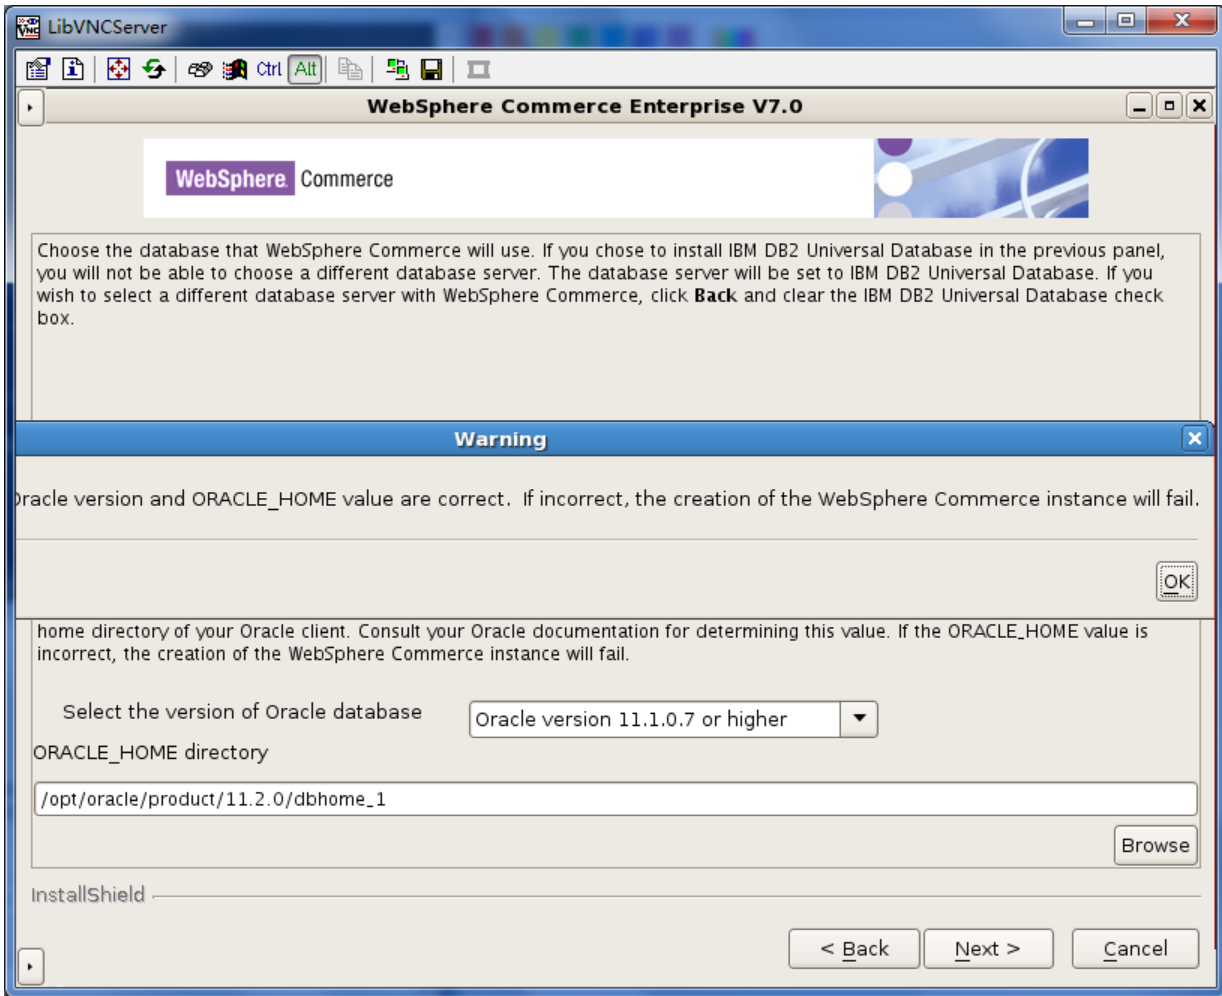 LibVNCServer
Ctrl Alt
WebSphere Commerce Enterprise V7.0
WebSphere Commerce
Choose the database that WebSphere Commerce will use. If you chose to install IBM DB2 Universal Database in the previous panel,
you will not be able to choose a different database server. The database server will be set to IBM DB2 Universal Database. If you
wish to select a different database server with WebSphere Commerce, click Back and clear the IBM DB2 Universal Database check
box.
Warning
Oracle version and ORACLE_HOME value are correct.  If incorrect, the creation of the WebSphere Commerce instance will fail.
OK
home directory of your Oracle client. Consult your Oracle documentation for determining this value. If the ORACLE_HOME value is
incorrect, the creation of the WebSphere Commerce instance will fail.
Select the version of Oracle database
Oracle version 11.1.0.7 or higher
ORACLE_HOME directory
/opt/oracle/product/11.2.0/dbhome_1
Browse
InstallShield
< Back
Next >
Cancel